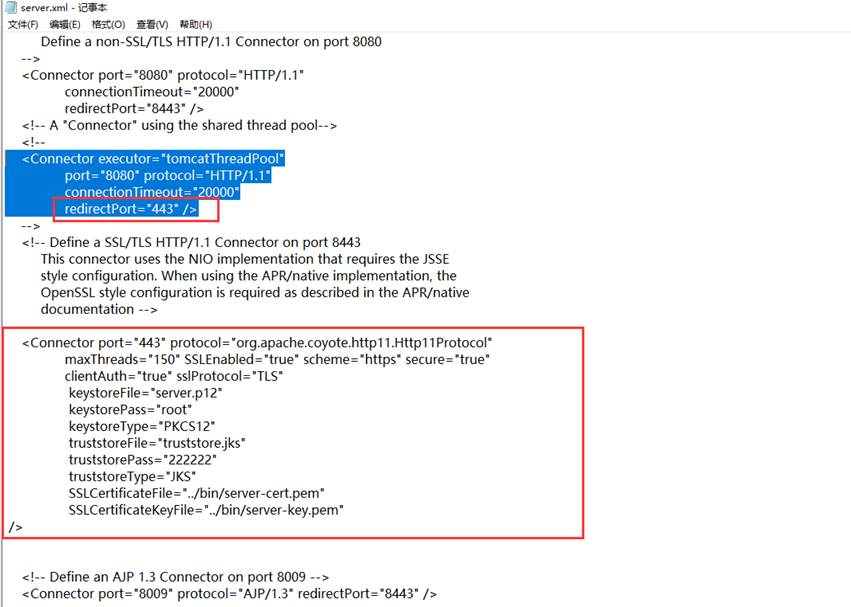 server.xml - 记事本
文件(F) 编辑(E) 格式(O) 查看(V) 帮助(H)
Define a non-SSL/TLS HTTP/1.1 Connector on port 8080
-->
<Connector port="8080" protocol="HTTP/1.1"
connectionTimeout="20000"
redirectPort="8443" />
<!-- A "Connector" using the shared thread pool-->
<!--
<Connector executor="tomcatThreadPool"
port="8080" protocol="HTTP/1.1"
connectionTimeout="20000"
redirectPort="443" />
-->
<!-- Define a SSL/TLS HTTP/1.1 Connector on port 8443
This connector uses the NIO implementation that requires the JSSE
style configuration. When using the APR/native implementation, the
OpenSSL style configuration is required as described in the APR/native
documentation -->
<Connector port="443" protocol="org.apache.coyote.http11.Http11Protocol"
maxThreads="150" SSLEnabled="true" scheme="https" secure="true"
clientAuth="true" sslProtocol="TLS"
keystoreFile="server.p12"
keystorePass="root"
keystoreType="PKCS12"
truststoreFile="truststore.jks"
truststorePass="222222"
truststoreType="JKS"
SSLCertificateFile="../bin/server-cert.pem"
SSLCertificateKeyFile="../bin/server-key.pem"
/>
<!-- Define an AJP 1.3 Connector on port 8009 -->
<Connector port="8009" protocol="AJP/1.3" redirectPort="8443" />